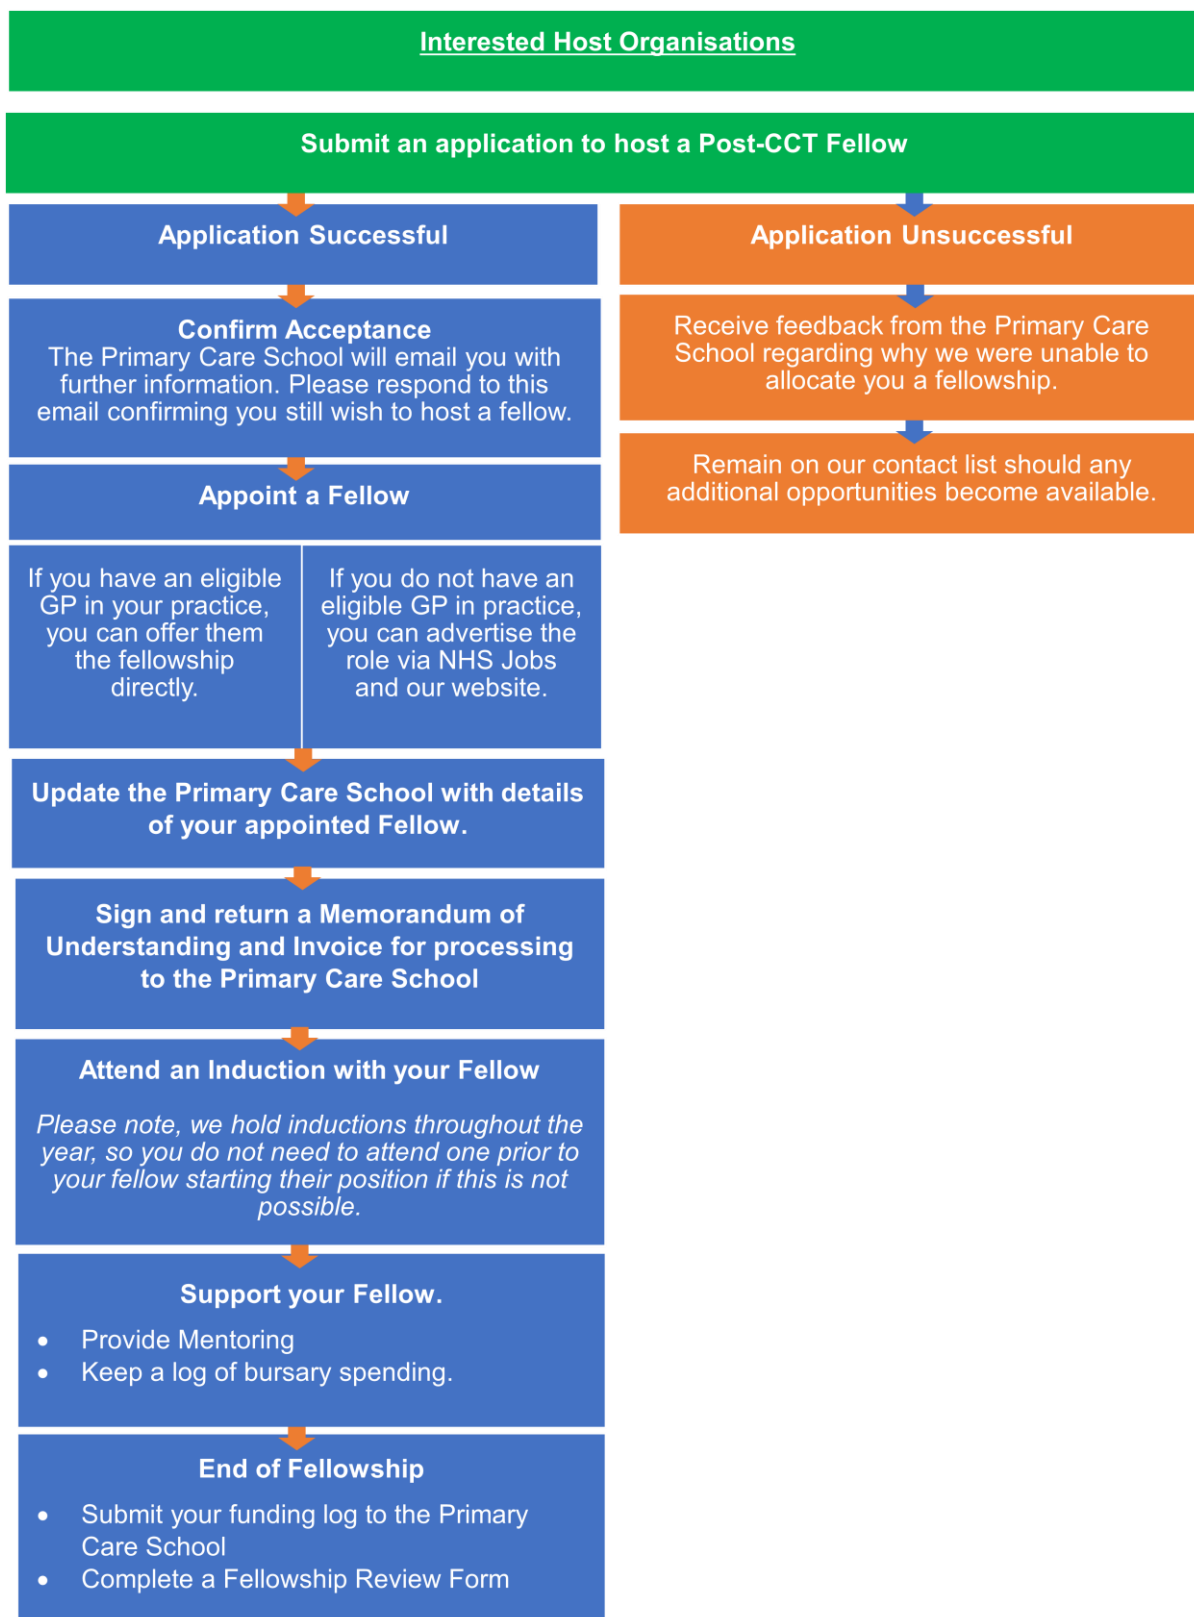 Interested Host Organisations
Submit an application to host a Post-CCT Fellow
Application Successful
Confirm Acceptance
The Primary Care School will email you with
further information. Please respond to this
email confirming you still wish to host a fellow.
Appoint a Fellow
If you have an eligible
GP in your practice,
you can offer them
the fellowship
directly.
If you do not have an
eligible GP in practice,
you can advertise the
role via NHS Jobs
and our website.
Update the Primary Care School with details
of your appointed Fellow.
Sign and return a Memorandum of
Understanding and Invoice for processing
to the Primary Care School
Attend an Induction with your Fellow
Please note, we hold inductions throughout the
year, so you do not need to attend one prior to
your fellow starting their position if this is not
possible.
Support your Fellow.
• Provide Mentoring
• Keep a log of bursary spending.
End of Fellowship
• Submit your funding log to the Primary
Care School
• Complete a Fellowship Review Form
Application Unsuccessful
Receive feedback from the Primary Care
School regarding why we were unable to
allocate you a fellowship.
Remain on our contact list should any
additional opportunities become available.